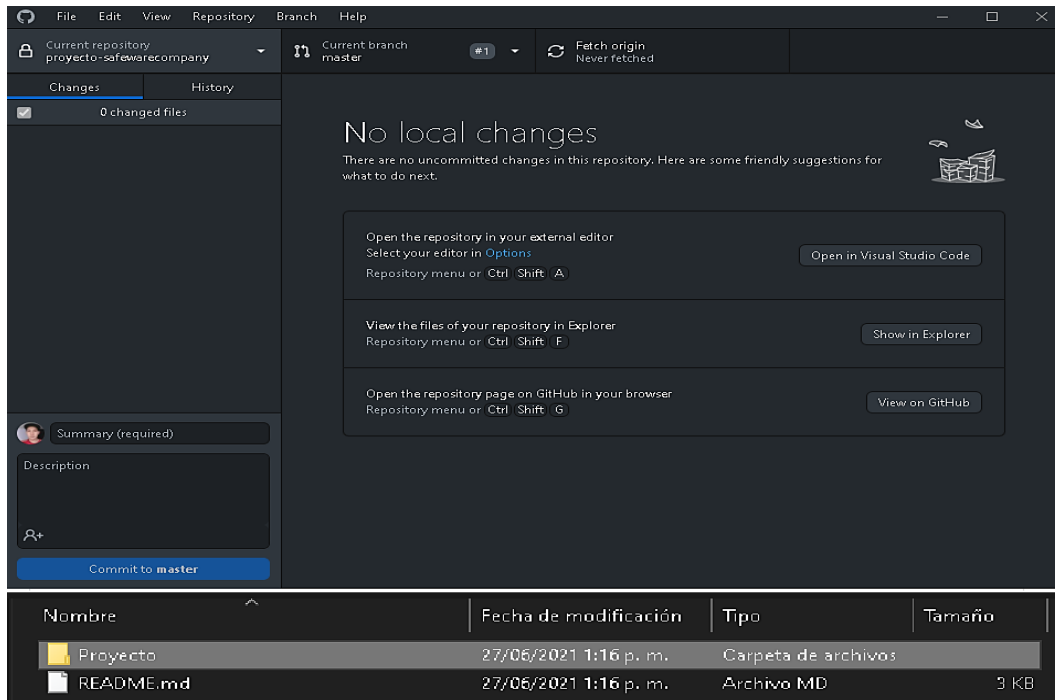 File Edit View Repository Branch Help
Current repository
proyecto-safewarecompany
Current branch
master
#1
Fetch origin
Never fetched
Changes History
0 changed files
No local changes
There are no uncommitted changes in this repository. Here are some friendly suggestions for
what to do next.
Open the repository in your external editor
Select your editor in Options
Repository menu or Ctrl Shift A
Open in Visual Studio Code
View the files of your repository in Explorer
Repository menu or Ctrl Shift F
Show in Explorer
Open the repository page on GitHub in your browser
Repository menu or Ctrl Shift G
View on GitHub
Summary (required)
Description
Commit to master
Nombre Fecha de modificación Tipo Tamaño
Proyecto 27/06/2021 1:16 p. m. Carpeta de archivos
README.md 27/06/2021 1:16 p. m. Archivo MD 3 KB